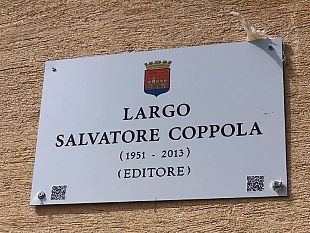 LARGO
SALVATORE COPPOLA
(1951 - 2013)
(EDITORE)